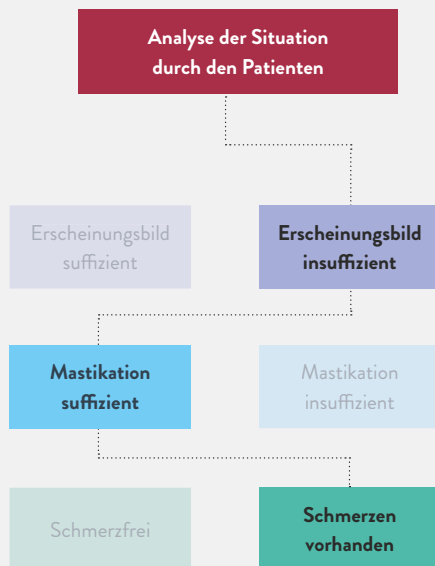 Analyse der Situation
durch den Patienten
Erscheinungsbild
suffizient
Erscheinungsbild
insuffizient
Mastikation
suffizient
Mastikation
insuffizient
Schmerzfrei
Schmerzen
vorhanden